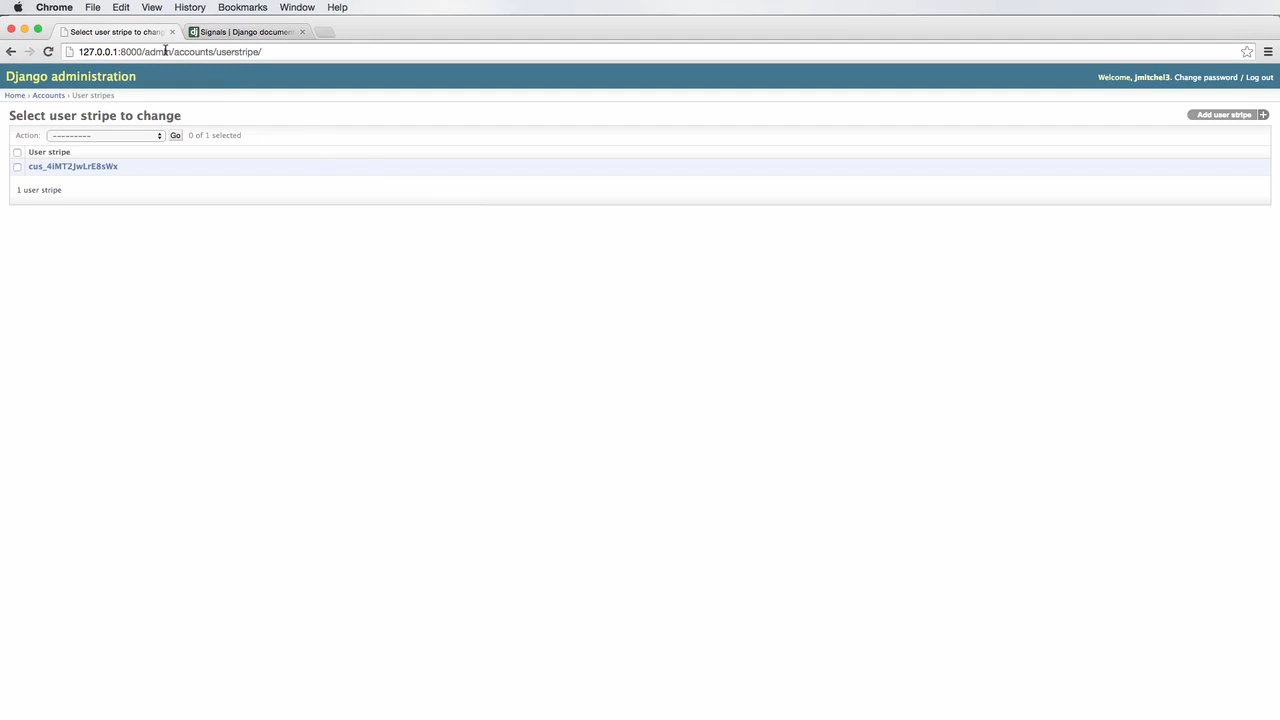 Chrome File Edit View History Bookmarks Window Help
Select user stripe to chang Signals | Django document
127.0.0.1:8000/admin/accounts/userstripe/
Django administration Welcome, jmitchel3. Change password / Log out
Home › Accounts › User stripes
Select user stripe to change Add user stripe
Action: --------- Go 0 of 1 selected
User stripe
cus_4iMT2JwLrE8sWx
1 user stripe